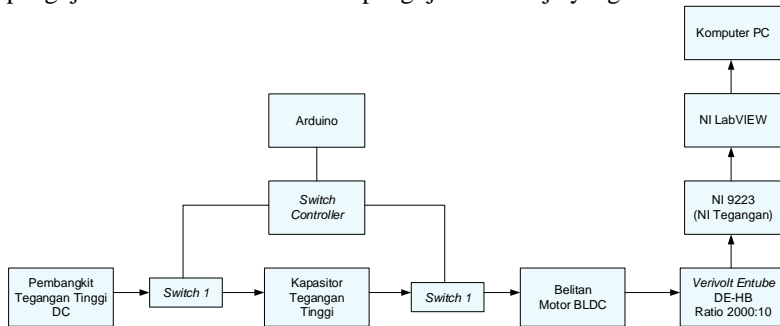 Komputer PC
Arduino
NI LabVIEW
Switch
Controller
NI 9223
(NI Tegangan)
Pembangkit
Tegangan Tinggi
DC
Switch 1
Kapasitor
Tegangan
Tinggi
Switch 1
Belitan
Motor BLDC
Verivolt Entube
DE-HB
Ratio 2000:10